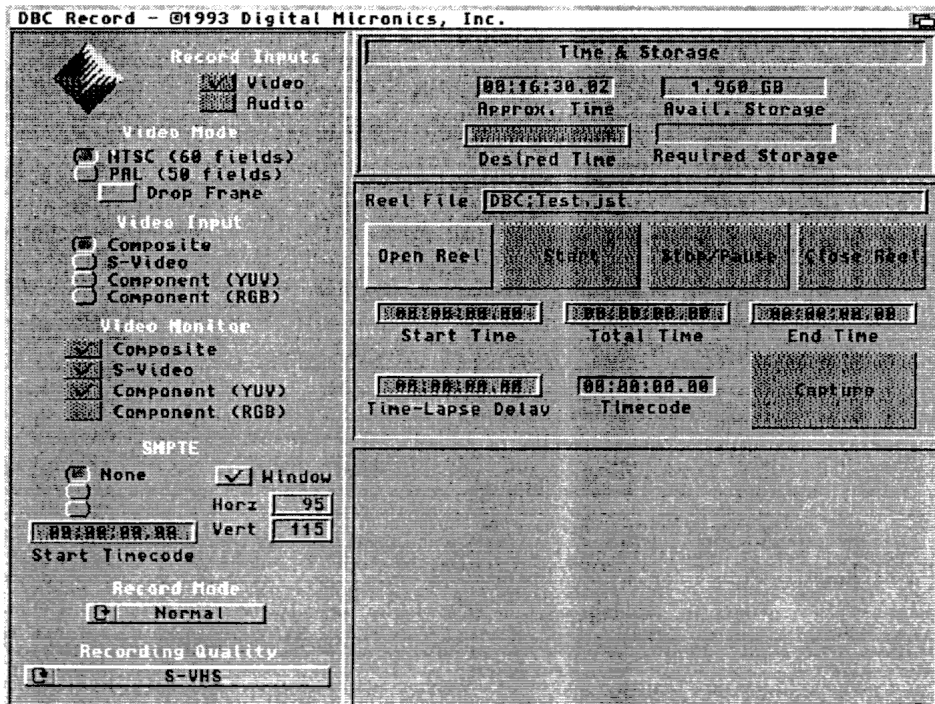 DBC Record - ©1993 Digital Micronics, Inc.
Record Inputs
Video
Audio
Video Mode
NTSC (60 fields)
PAL (50 fields)
Drop Frame
Video Input
Composite
S-Video
Component (YUV)
Component (RGB)
Video Monitor
Composite
S-Video
Component (YUV)
Component (RGB)
SMPTE
None
Window
Horz 95
Vert 115
00:00:00.00
Start Timecode
Record Mode
Normal
Recording Quality
S-VHS
Time & Storage
00:16:30.02 1.960 GB
Approx. Time Avail. Storage
Desired Time Required Storage
Reel File DBC:Test.jst
Open Reel Start Stop/Pause Close Reel
00:00:00.00 00:00:00.00 00:00:00.00
Start Time Total Time End Time
00:00:00.00 00:00:00.00 Capture
Time-Lapse Delay Timecode